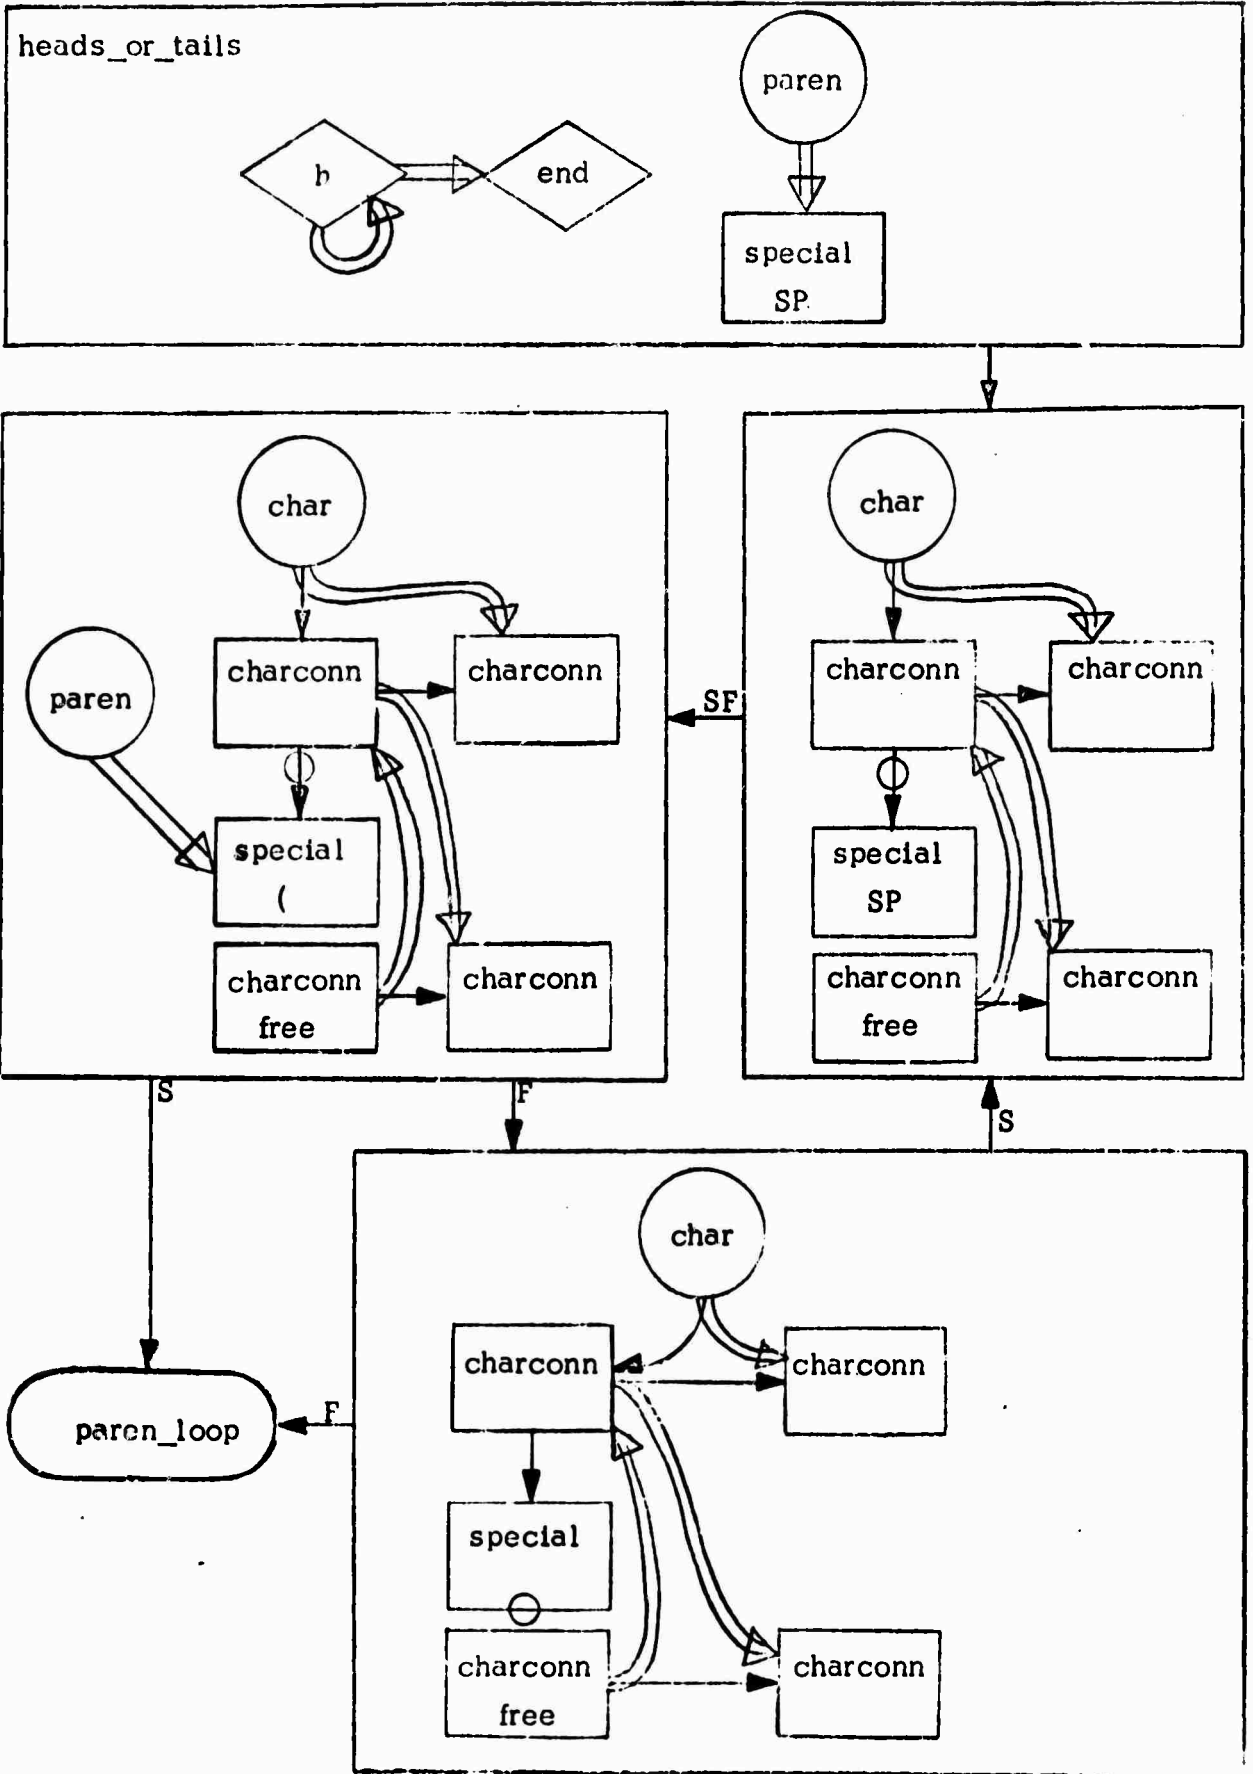 heads_or_tails
paren
h
end
special
SP
char
charconn
charconn
paren
special
(
charconn
free
charconn
SF
char
charconn
charconn
special
SP
charconn
free
charconn
S
F
S
char
charconn
charconn
special
charconn
free
charconn
F
paren_loop